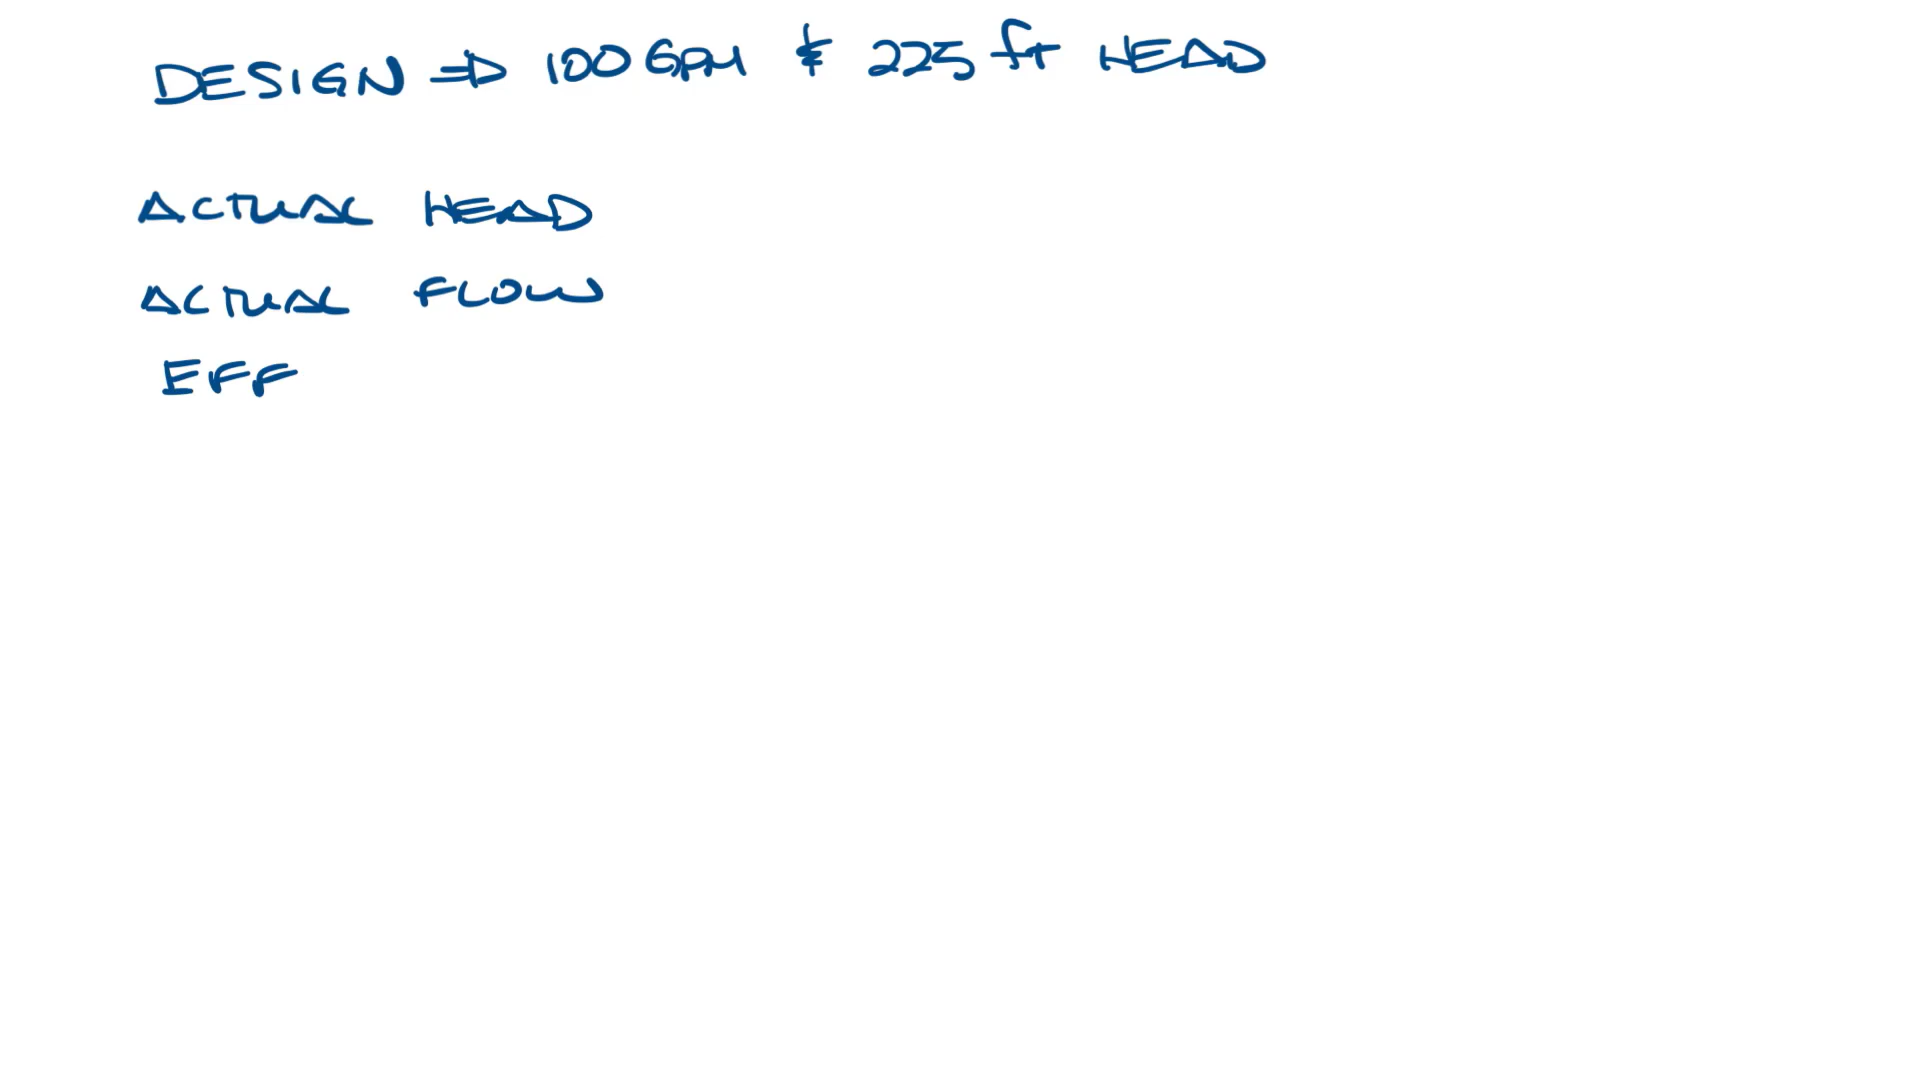 DESIGN ⇒ 100 GPM & 225 ft HEAD
ACTUAL HEAD
ACTUAL FLOW
EFF